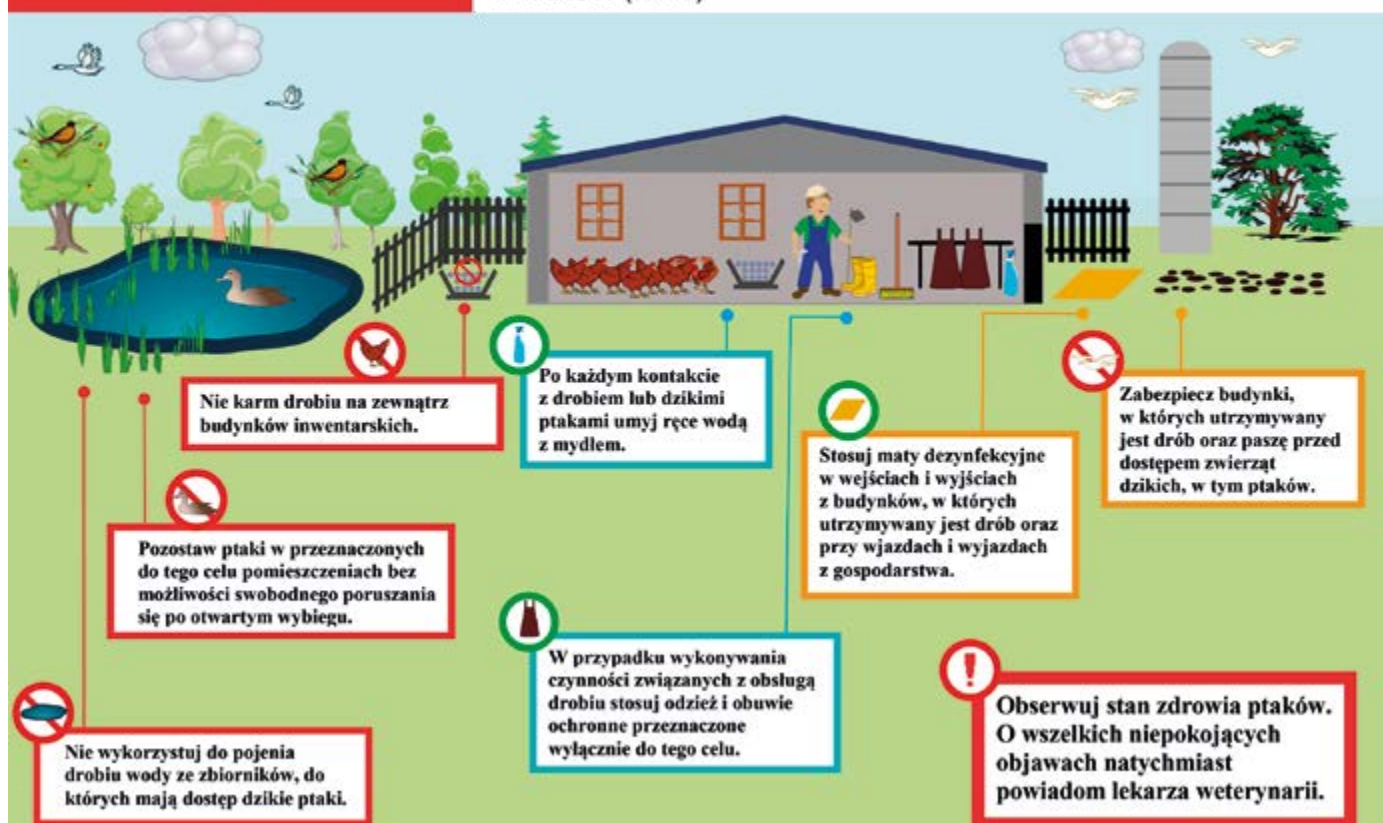 Nie karm drobiu na zewnątrz
budynków inwentarskich.
Po każdym kontakcie
z drobiem lub dzikimi
ptakami umyj ręce wodą
z mydłem.
Stosuj maty dezynfekcyjne
w wejściach i wyjściach
z budynków, w których
utrzymywany jest drób oraz
przy wjazdach i wyjazdach
z gospodarstwa.
Zabezpiecz budynki,
w których utrzymywany
jest drób oraz paszę przed
dostępem zwierząt
dzikich, w tym ptaków.
Pozostaw ptaki w przeznaczonych
do tego celu pomieszczeniach bez
możliwości swobodnego poruszania
się po otwartym wybiegu.
W przypadku wykonywania
czynności związanych z obsługą
drobiu stosuj odzież i obuwie
ochronne przeznaczone
wyłącznie do tego celu.
Nie wykorzystuj do pojenia
drobiu wody ze zbiorników, do
których mają dostęp dzikie ptaki.
Obserwuj stan zdrowia ptaków.
O wszelkich niepokojących
objawach natychmiast
powiadom lekarza weterynarii.